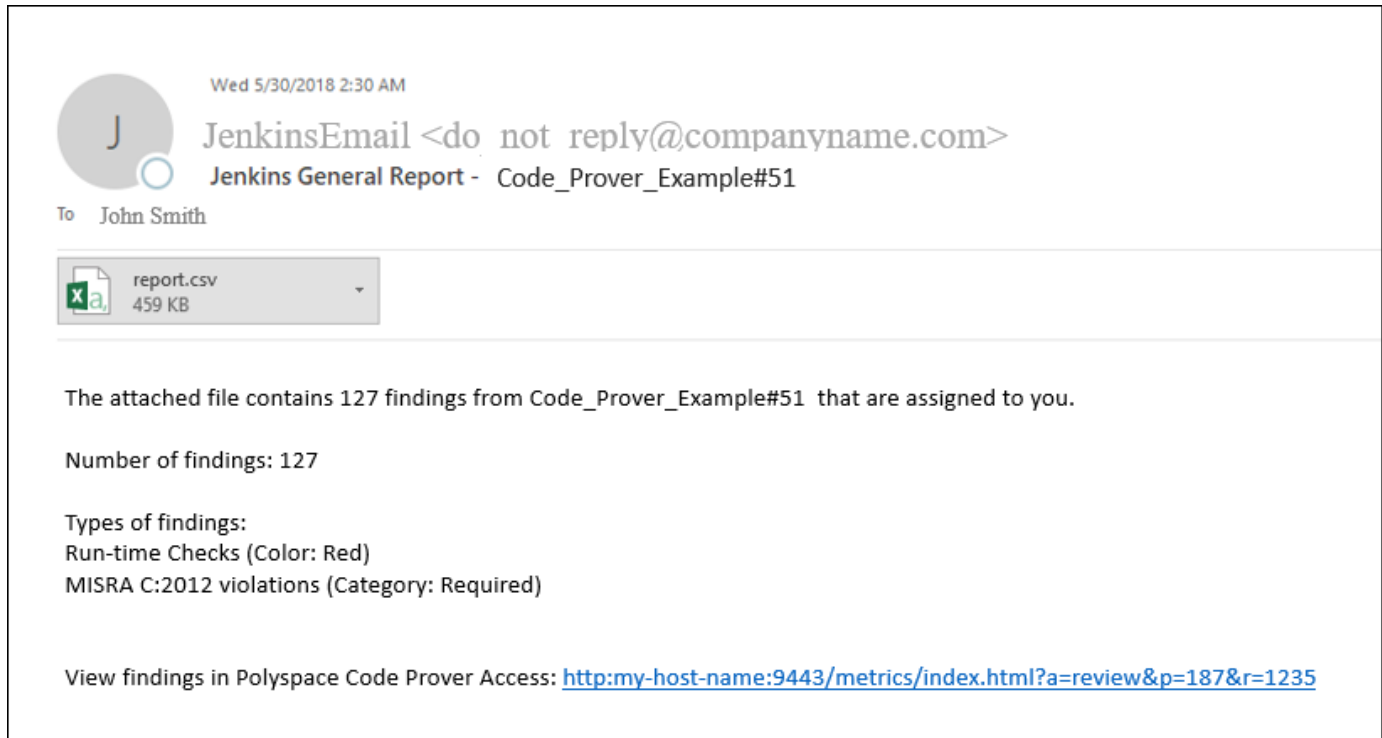 Wed 5/30/2018 2:30 AM
J
JenkinsEmail <do_not_reply@companyname.com>
Jenkins General Report - Code_Prover_Example#51
To John Smith
report.csv
459 KB
The attached file contains 127 findings from Code_Prover_Example#51 that are assigned to you.
Number of findings: 127
Types of findings:
Run-time Checks (Color: Red)
MISRA C:2012 violations (Category: Required)
View findings in Polyspace Code Prover Access: http:my-host-name:9443/metrics/index.html?a=review&p=187&r=1235